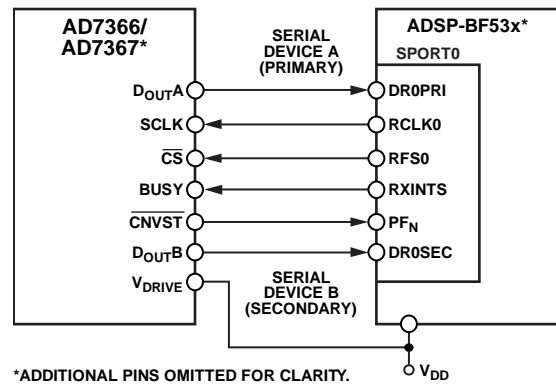 AD7366/
AD7367*
SERIAL
DEVICE A
(PRIMARY)
ADSP-BF53x*
SPORT0
DOUTA
DR0PRI
SCLK
RCLK0
CS
RFS0
BUSY
RXINTS
CNVST
PFN
DOUTB
DR0SEC
VDRIVE
SERIAL
DEVICE B
(SECONDARY)
VDD
*ADDITIONAL PINS OMITTED FOR CLARITY.